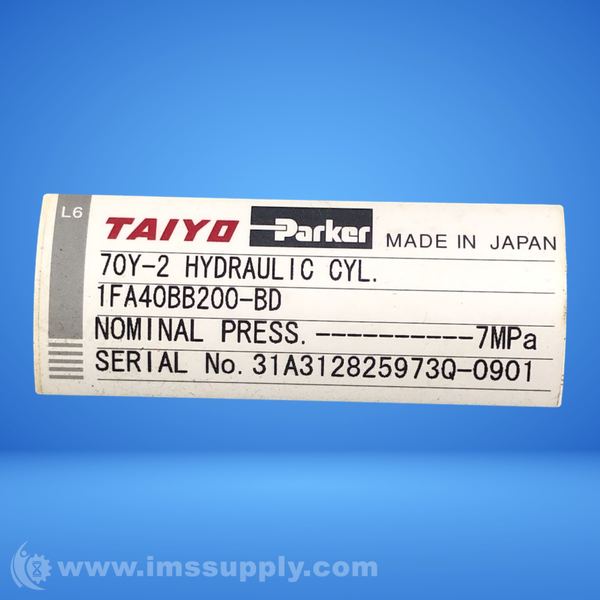 L6
TAIYO Parker MADE IN JAPAN
70Y-2 HYDRAULIC CYL.
1FA40BB200-BD
NOMINAL PRESS.-----------7MPa
SERIAL No. 31A312825973Q-0901
www.imssupply.com